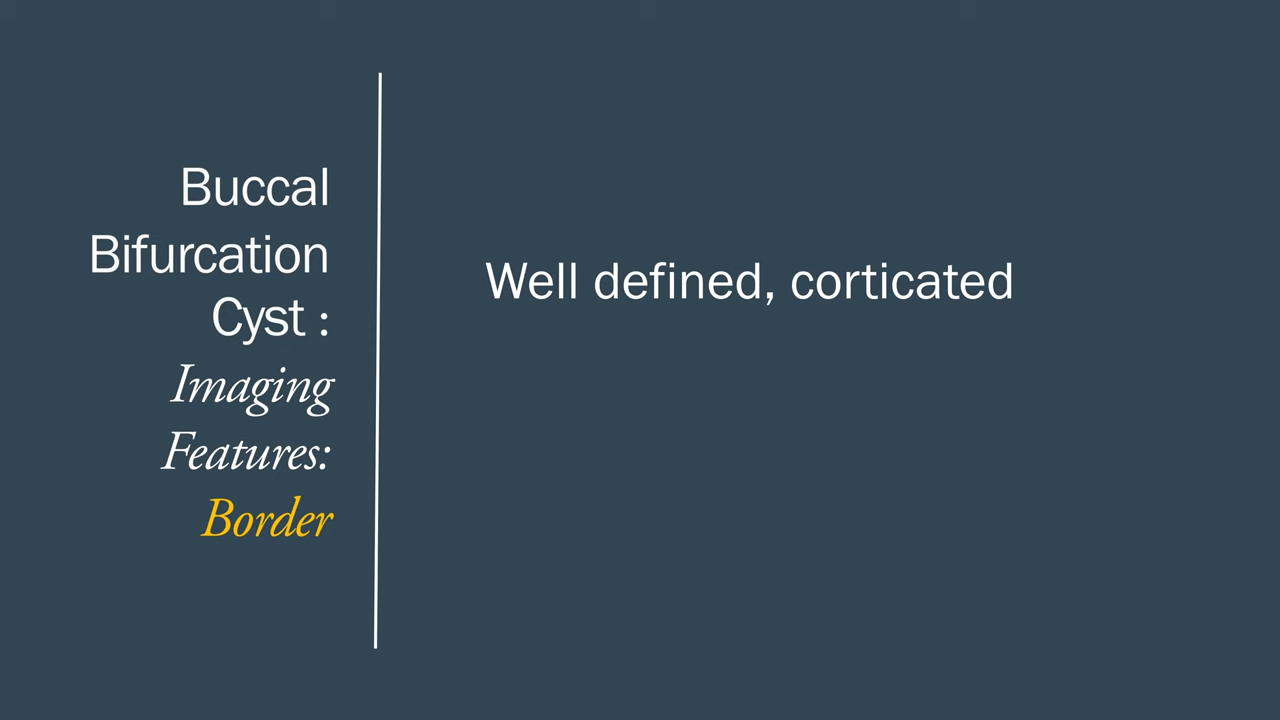 Buccal
Bifurcation
Cyst :
Imaging
Features:
Border
Well defined, corticated